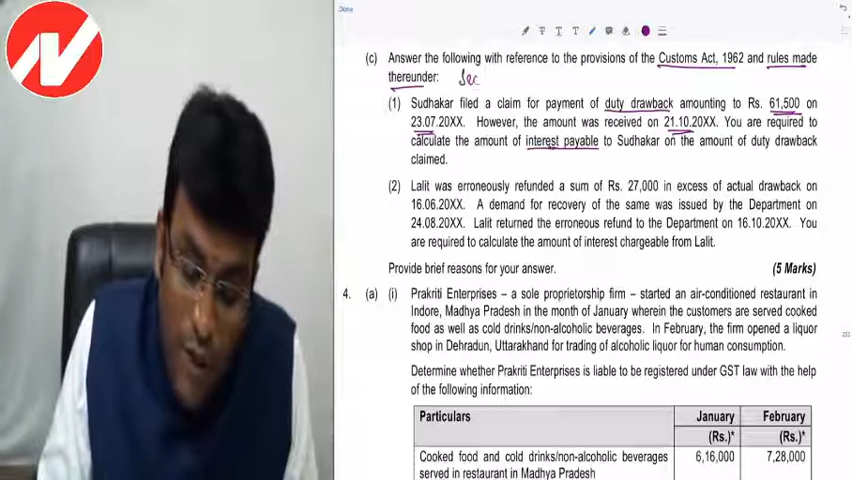 Done
(c) Answer the following with reference to the provisions of the Customs Act, 1962 and rules made
thereunder: Sec
(1) Sudhakar filed a claim for payment of duty drawback amounting to Rs. 61,500 on
23.07.20XX. However, the amount was received on 21.10.20XX. You are required to
calculate the amount of interest payable to Sudhakar on the amount of duty drawback
claimed.
(2) Lalit was erroneously refunded a sum of Rs. 27,000 in excess of actual drawback on
16.06.20XX. A demand for recovery of the same was issued by the Department on
24.08.20XX. Lalit returned the erroneous refund to the Department on 16.10.20XX. You
are required to calculate the amount of interest chargeable from Lalit.
Provide brief reasons for your answer. (5 Marks)
4. (a) (i) Prakriti Enterprises – a sole proprietorship firm – started an air-conditioned restaurant in
Indore, Madhya Pradesh in the month of January wherein the customers are served cooked
food as well as cold drinks/non-alcoholic beverages. In February, the firm opened a liquor
shop in Dehradun, Uttarakhand for trading of alcoholic liquor for human consumption.
Determine whether Prakriti Enterprises is liable to be registered under GST law with the help
of the following information:
Particulars January February
(Rs.)* (Rs.)*
Cooked food and cold drinks/non-alcoholic beverages 6,16,000 7,28,000
served in restaurant in Madhya Pradesh